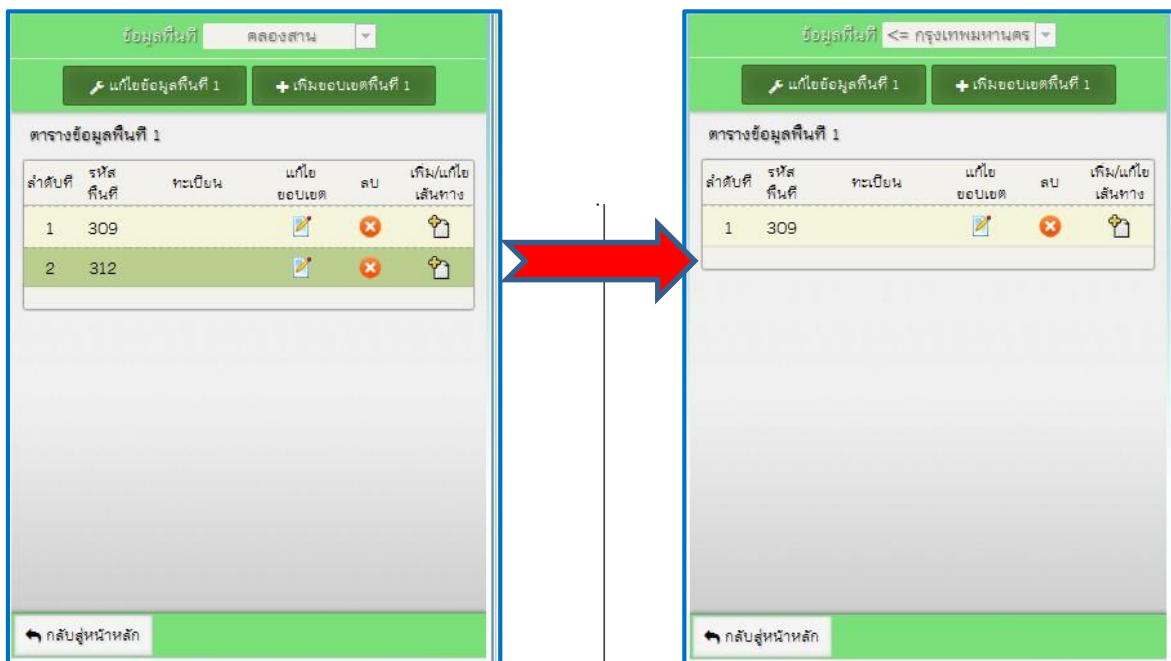 ข้อมูลพื้นที่ คลองสาน
แก้ไขข้อมูลพื้นที่ 1 เพิ่มขอบเขตพื้นที่ 1
ตารางข้อมูลพื้นที่ 1
ลำดับที่ รหัส ทะเบียน แก้ไข ลบ เพิ่ม/แก้ไข
พื้นที่ ขอบเขต เส้นทาง
1 309
2 312
กลับสู่หน้าหลัก
ข้อมูลพื้นที่ <= กรุงเทพมหานคร
แก้ไขข้อมูลพื้นที่ 1 เพิ่มขอบเขตพื้นที่ 1
ตารางข้อมูลพื้นที่ 1
ลำดับที่ รหัส ทะเบียน แก้ไข ลบ เพิ่ม/แก้ไข
พื้นที่ ขอบเขต เส้นทาง
1 309
กลับสู่หน้าหลัก